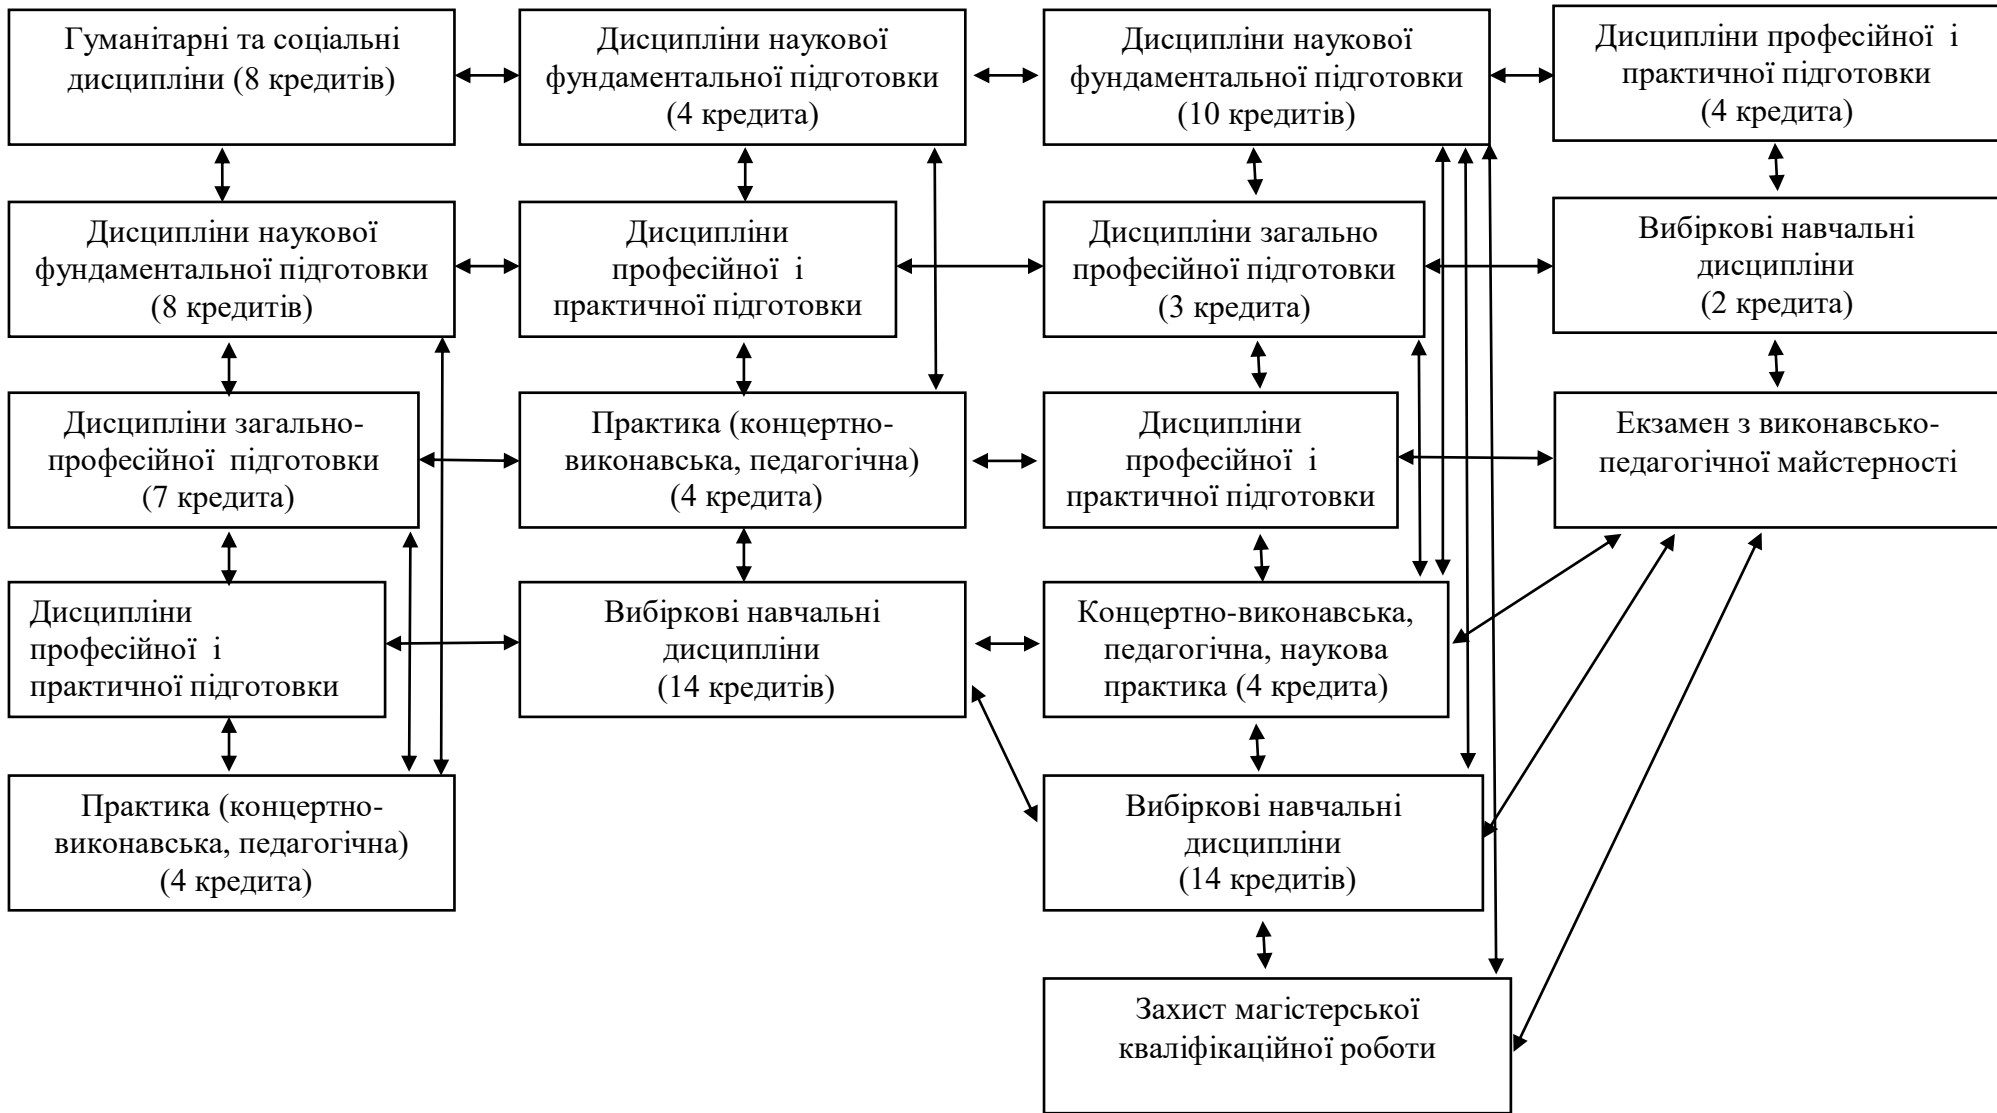 Гуманітарні та соціальні
дисципліни (8 кредитів)
Дисципліни наукової
фундаментальної підготовки
(4 кредита)
Дисципліни наукової
фундаментальної підготовки
(10 кредитів)
Дисципліни професійної і
практичної підготовки
(4 кредита)
Дисципліни наукової
фундаментальної підготовки
(8 кредитів)
Дисципліни
професійної і
практичної підготовки
Дисципліни загально
професійної підготовки
(3 кредита)
Вибіркові навчальні
дисципліни
(2 кредита)
Дисципліни загально-
професійної підготовки
(7 кредита)
Практика (концертно-
виконавська, педагогічна)
(4 кредита)
Дисципліни
професійної і
практичної підготовки
Екзамен з виконавсько-
педагогічної майстерності
Дисципліни
професійної і
практичної підготовки
Вибіркові навчальні
дисципліни
(14 кредитів)
Концертно-виконавська,
педагогічна, наукова
практика (4 кредита)
Практика (концертно-
виконавська, педагогічна)
(4 кредита)
Вибіркові навчальні
дисципліни
(14 кредитів)
Захист магістерської
кваліфікаційної роботи